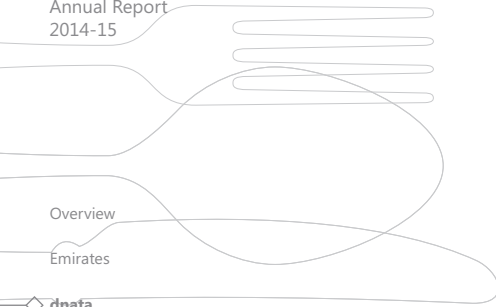 Annual Report
2014-15
Overview
Emirates
dnata